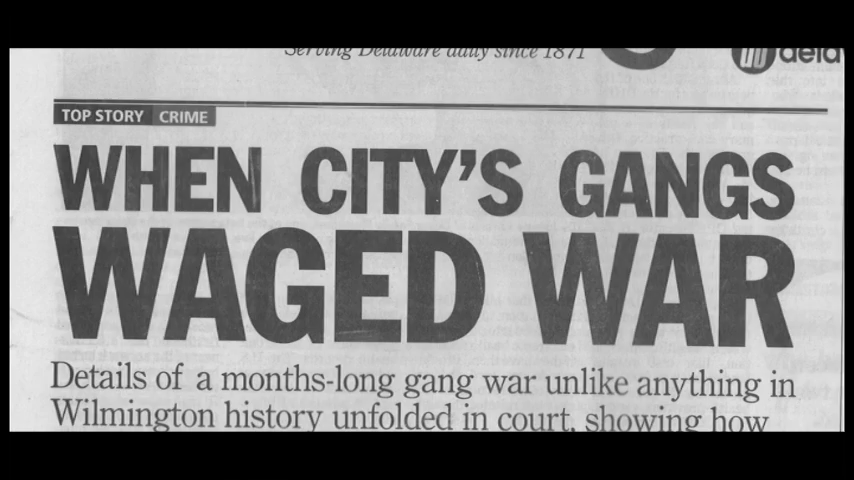 Serving Delaware daily since 1871
TOP STORY CRIME
WHEN CITY'S GANGS
WAGED WAR
Details of a months-long gang war unlike anything in
Wilmington history unfolded in court, showing how